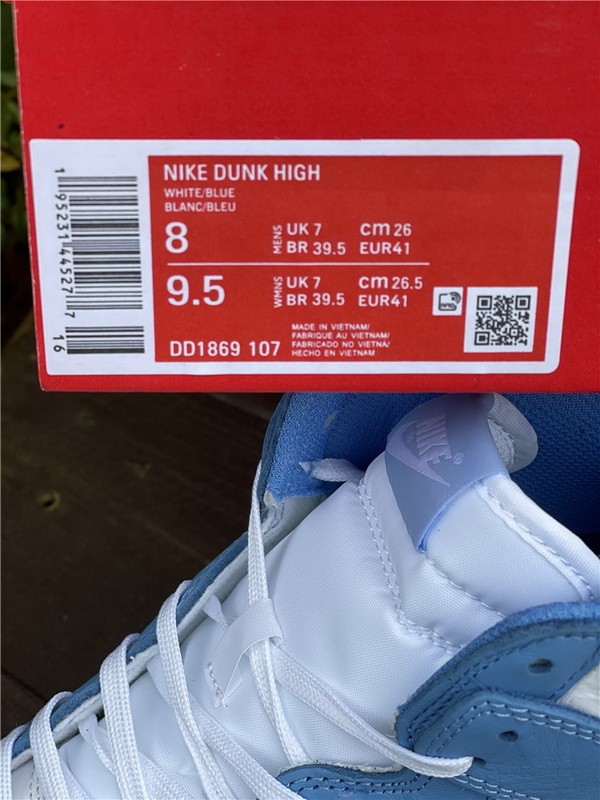 NIKE DUNK HIGH
WHITE/BLUE
BLANC/BLEU
8
MENS
UK 7
cm 26
BR 39.5
EUR41
9.5
WMNS
UK 7
cm 26.5
BR 39.5
EUR41
DD1869 107
MADE IN VIETNAM/
FABRIQUE AU VIETNAM/
FABRICADO NO VIETNA/
HECHO EN VIETNAM
1 95231 44527 7
16
NIKE®